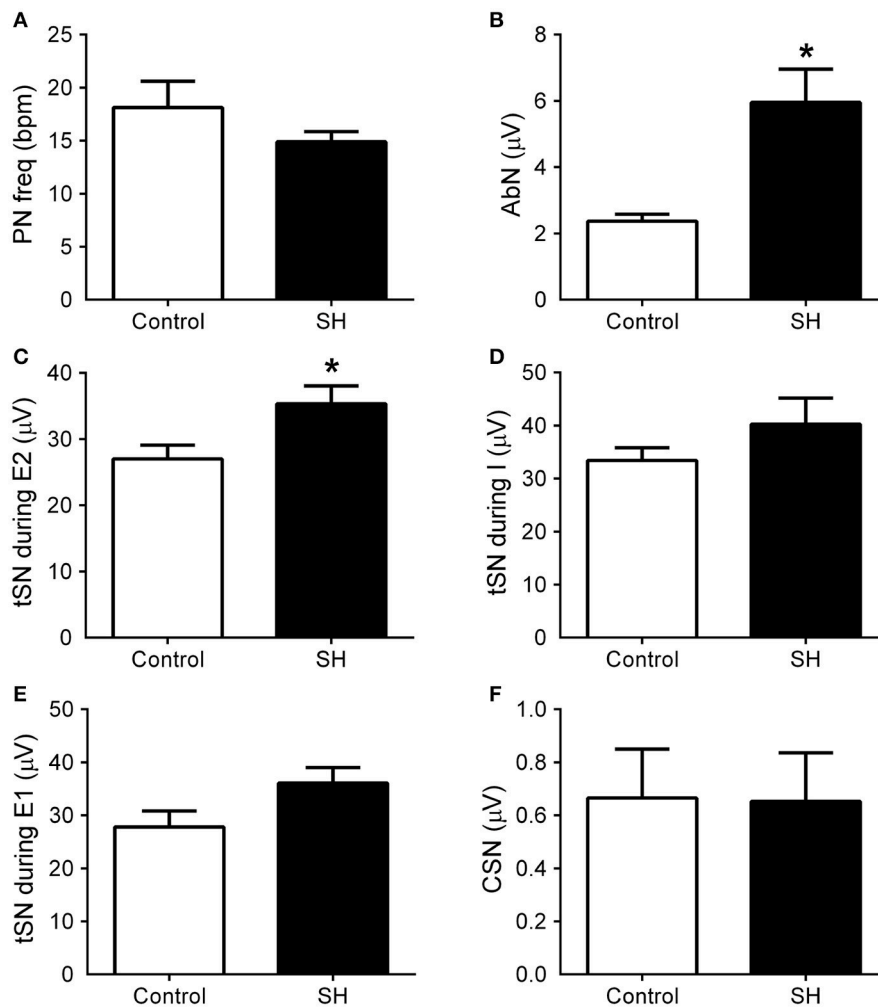 A
PN freq (bpm)
25
20
15
10
5
0
Control SH
B
AbN (μV)
8
*
6
4
2
0
Control SH
C
tSN during E2 (μV)
40
*
30
20
10
0
Control SH
D
tSN during I (μV)
50
40
30
20
10
0
Control SH
E
tSN during E1 (μV)
50
40
30
20
10
0
Control SH
F
CSN (μV)
1.0
0.8
0.6
0.4
0.2
0.0
Control SH